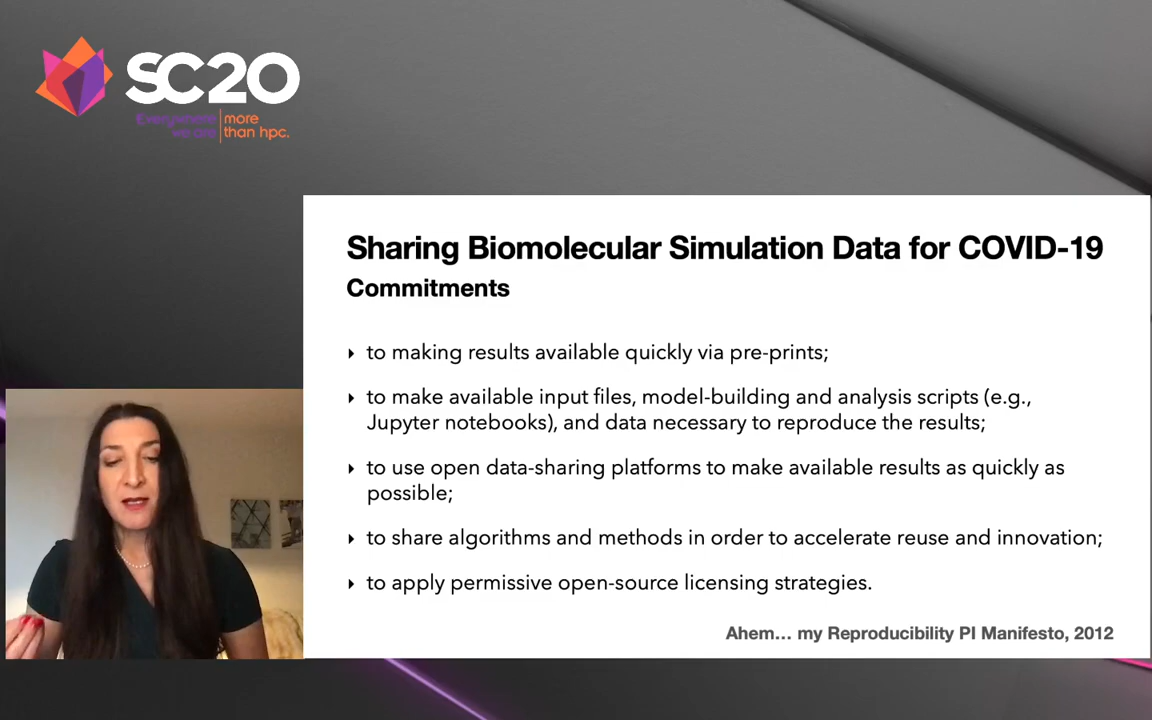 SC20
Everywhere we are | more than hpc.
Sharing Biomolecular Simulation Data for COVID-19
Commitments
‣ to making results available quickly via pre-prints;
‣ to make available input files, model-building and analysis scripts (e.g.,
Jupyter notebooks), and data necessary to reproduce the results;
‣ to use open data-sharing platforms to make available results as quickly as
possible;
‣ to share algorithms and methods in order to accelerate reuse and innovation;
‣ to apply permissive open-source licensing strategies.
Ahem... my Reproducibility PI Manifesto, 2012